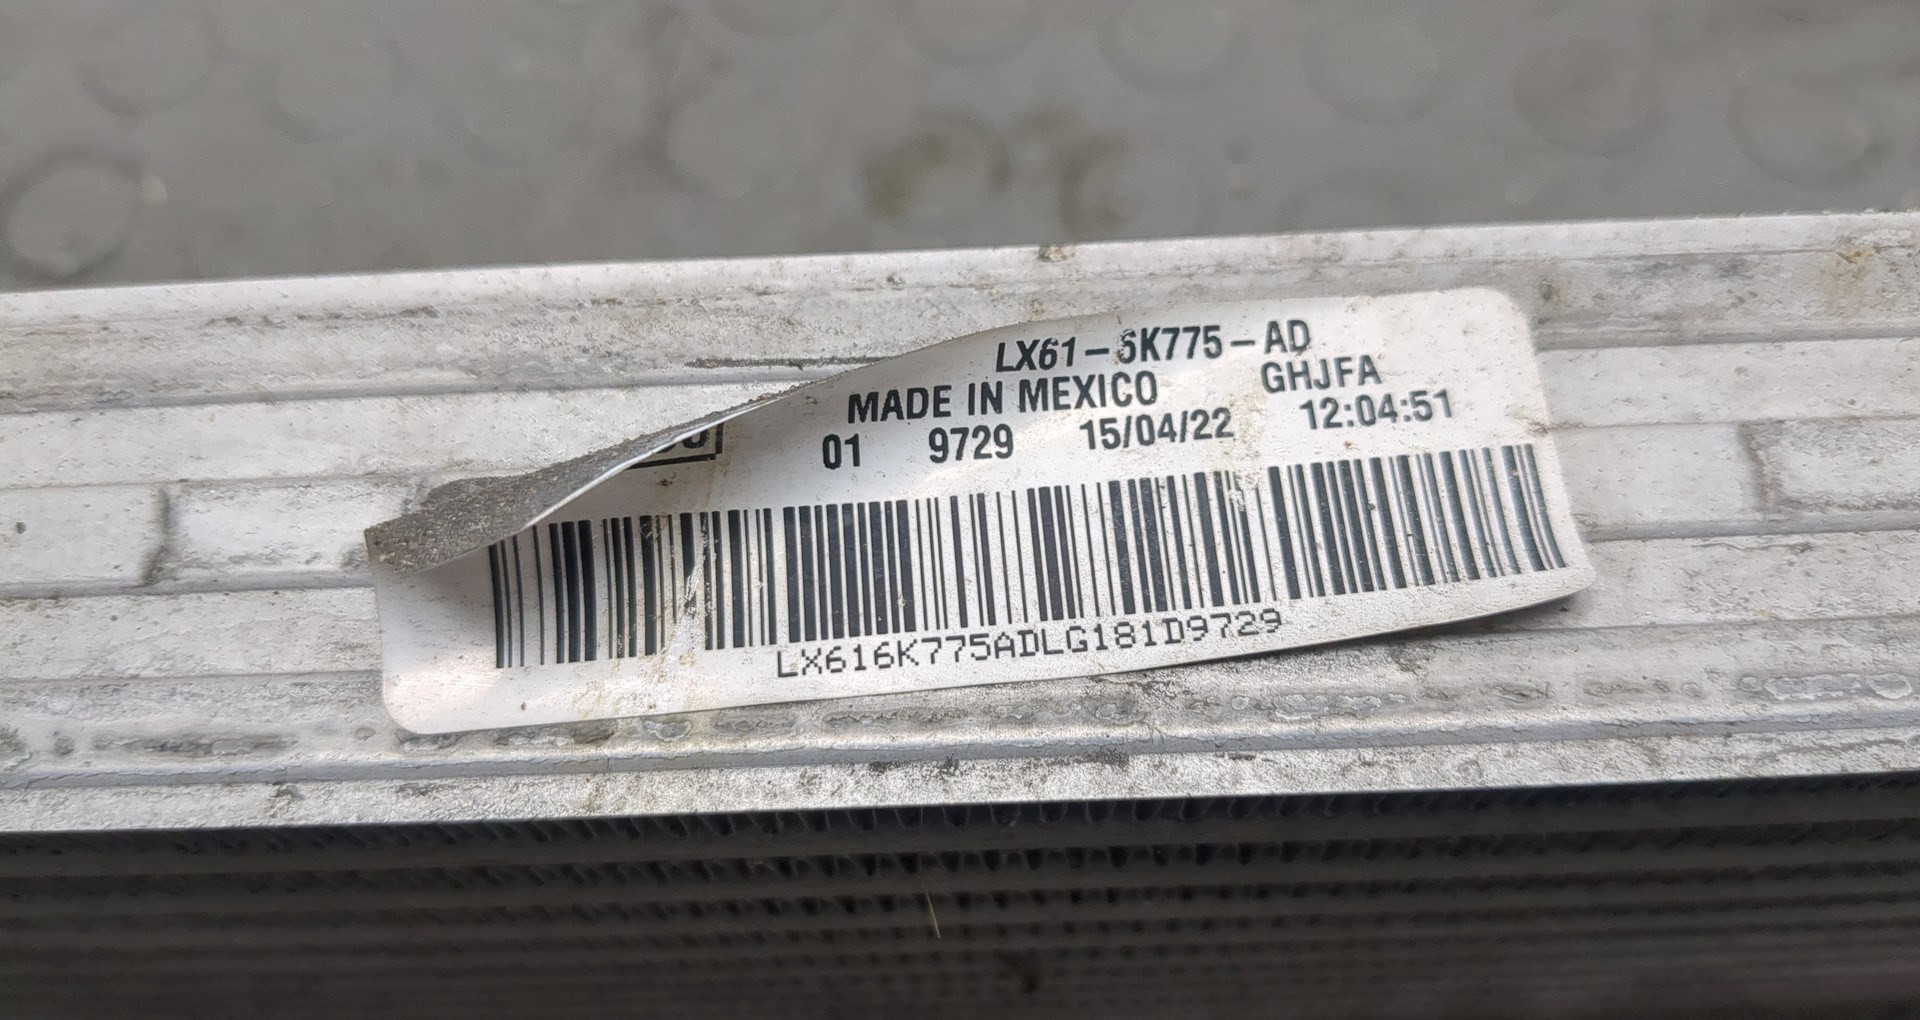 LX61-6K775-AD
MADE IN MEXICO GHJFA
01 9729 15/04/22 12:04:51
LX616K775ADLG181D9729